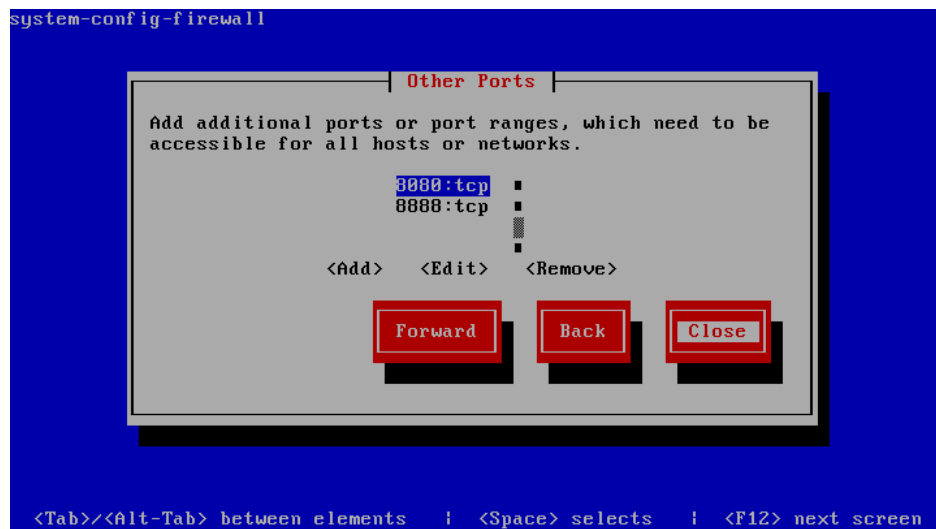 system-config-firewall
Other Ports
Add additional ports or port ranges, which need to be
accessible for all hosts or networks.
8080:tcp
8888:tcp
<Add> <Edit> <Remove>
Forward Back Close
<Tab>/<Alt-Tab> between elements | <Space> selects | <F12> next screen